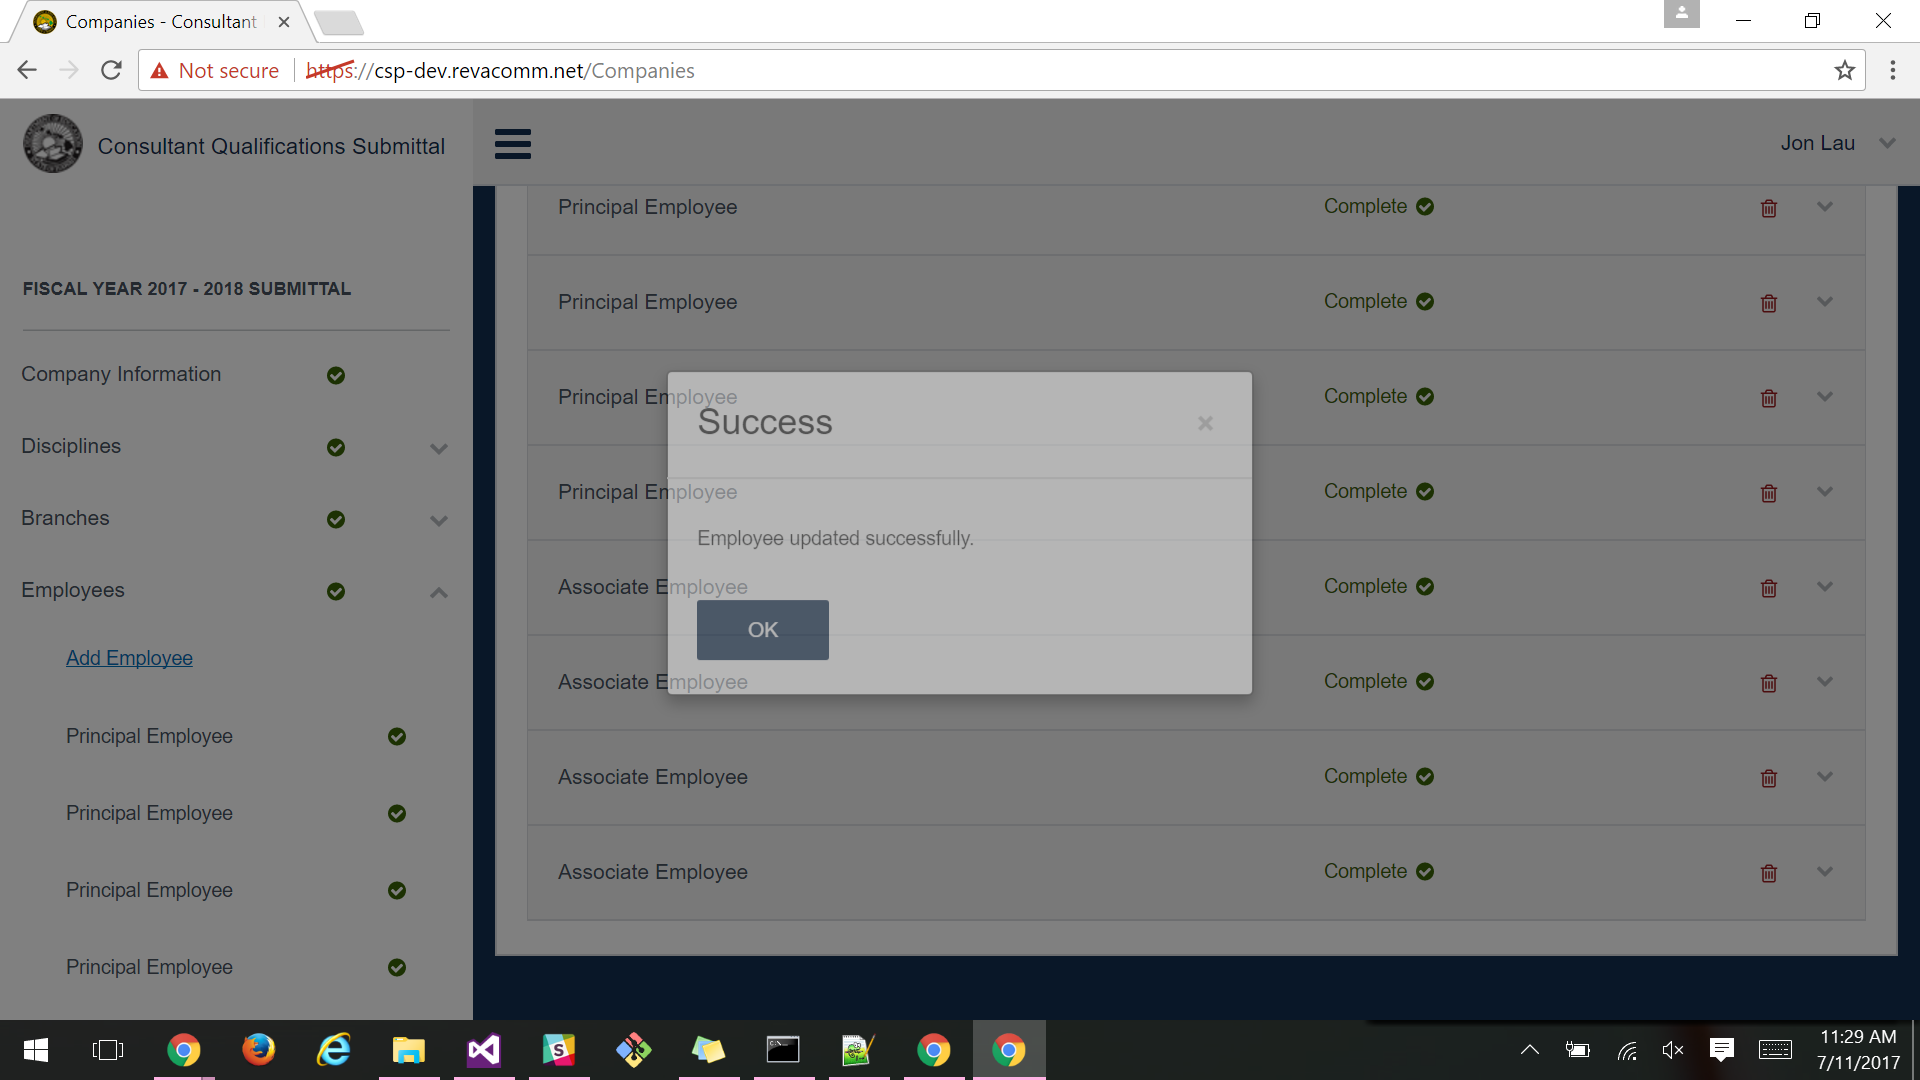 Companies - Consultant
Not secure
https://csp-dev.revacomm.net/Companies
Consultant Qualifications Submittal
Jon Lau
FISCAL YEAR 2017 - 2018 SUBMITTAL
Company Information
Disciplines
Branches
Employees
Add Employee
Principal Employee
Principal Employee
Principal Employee
Principal Employee
Principal Employee Complete
Principal Employee Complete
Principal Employee Complete
Principal Employee Complete
Associate Employee Complete
Associate Employee Complete
Associate Employee Complete
Associate Employee Complete
Success
×
Employee updated successfully.
OK
11:29 AM
7/11/2017